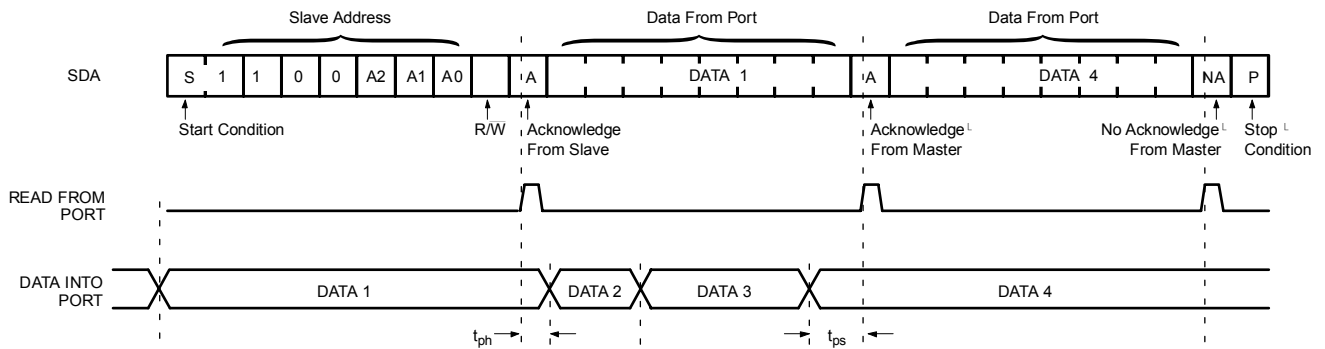 Slave Address
Data From Port
Data From Port
SDA
S 1 1 0 0 A2 A1 A0 A DATA 1 A DATA 4 NA P
Start Condition
R/W̅
Acknowledge
From Slave
Acknowledge
From Master
No Acknowledge
From Master
Stop
Condition
READ FROM
PORT
DATA INTO
PORT
DATA 1
DATA 2
DATA 3
DATA 4
tph
tps